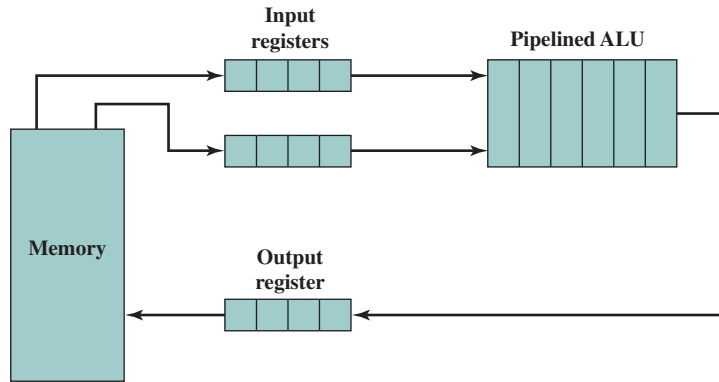 Input
registers
Pipelined ALU
Memory
Output
register